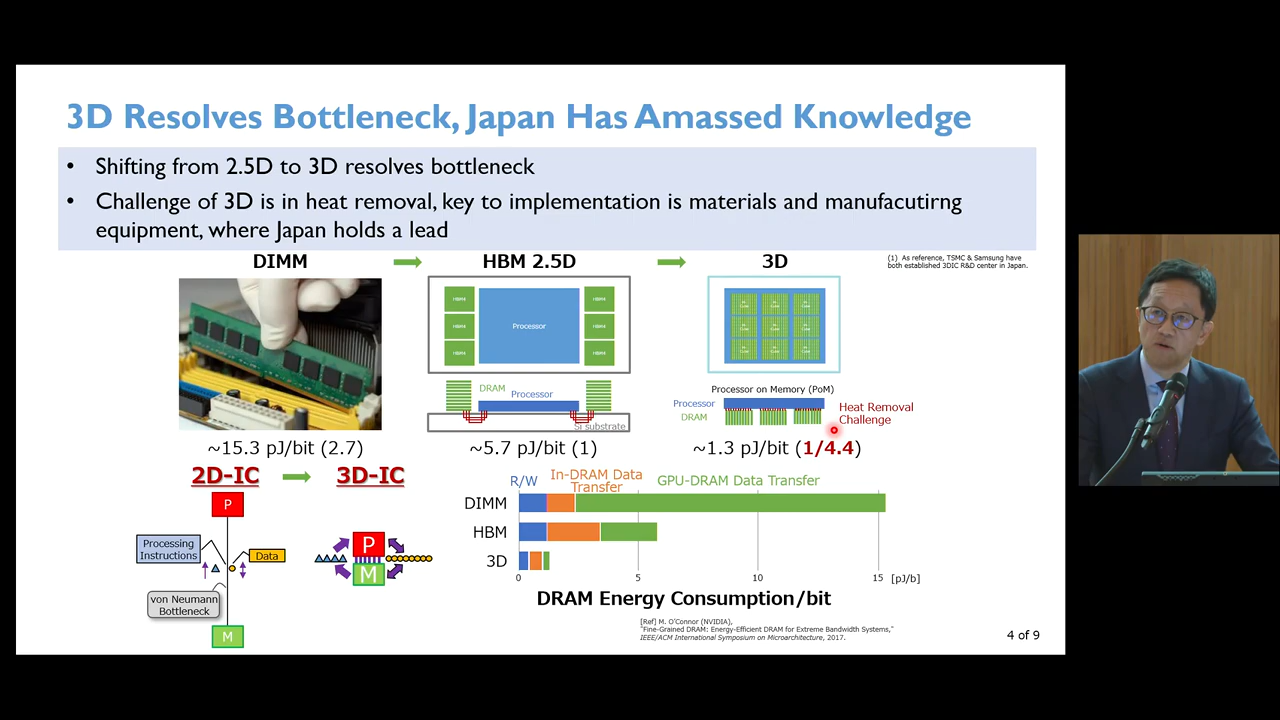 3D Resolves Bottleneck, Japan Has Amassed Knowledge
• Shifting from 2.5D to 3D resolves bottleneck
• Challenge of 3D is in heat removal, key to implementation is materials and manufacutirng
equipment, where Japan holds a lead
DIMM
HBM 2.5D
3D
(1) As reference, TSMC & Samsung have
both established 3DIC R&D center in Japan.
HBM4
HBM4
HBM4
Processor
HBM4
HBM4
HBM4
DRAM
Processor
Si substrate
Processor on Memory (PoM)
Processor
DRAM
Heat Removal
Challenge
~15.3 pJ/bit (2.7)
~5.7 pJ/bit (1)
~1.3 pJ/bit (1/4.4)
2D-IC
3D-IC
P
Processing
Instructions
Data
von Neumann
Bottleneck
M
P
M
R/W
In-DRAM Data
Transfer
GPU-DRAM Data Transfer
DIMM
HBM
3D
0
5
10
15
[pJ/b]
DRAM Energy Consumption/bit
[Ref] M. O'Connor (NVIDIA),
"Fine-Grained DRAM: Energy-Efficient DRAM for Extreme Bandwidth Systems,"
IEEE/ACM International Symposium on Microarchitecture, 2017.
4 of 9